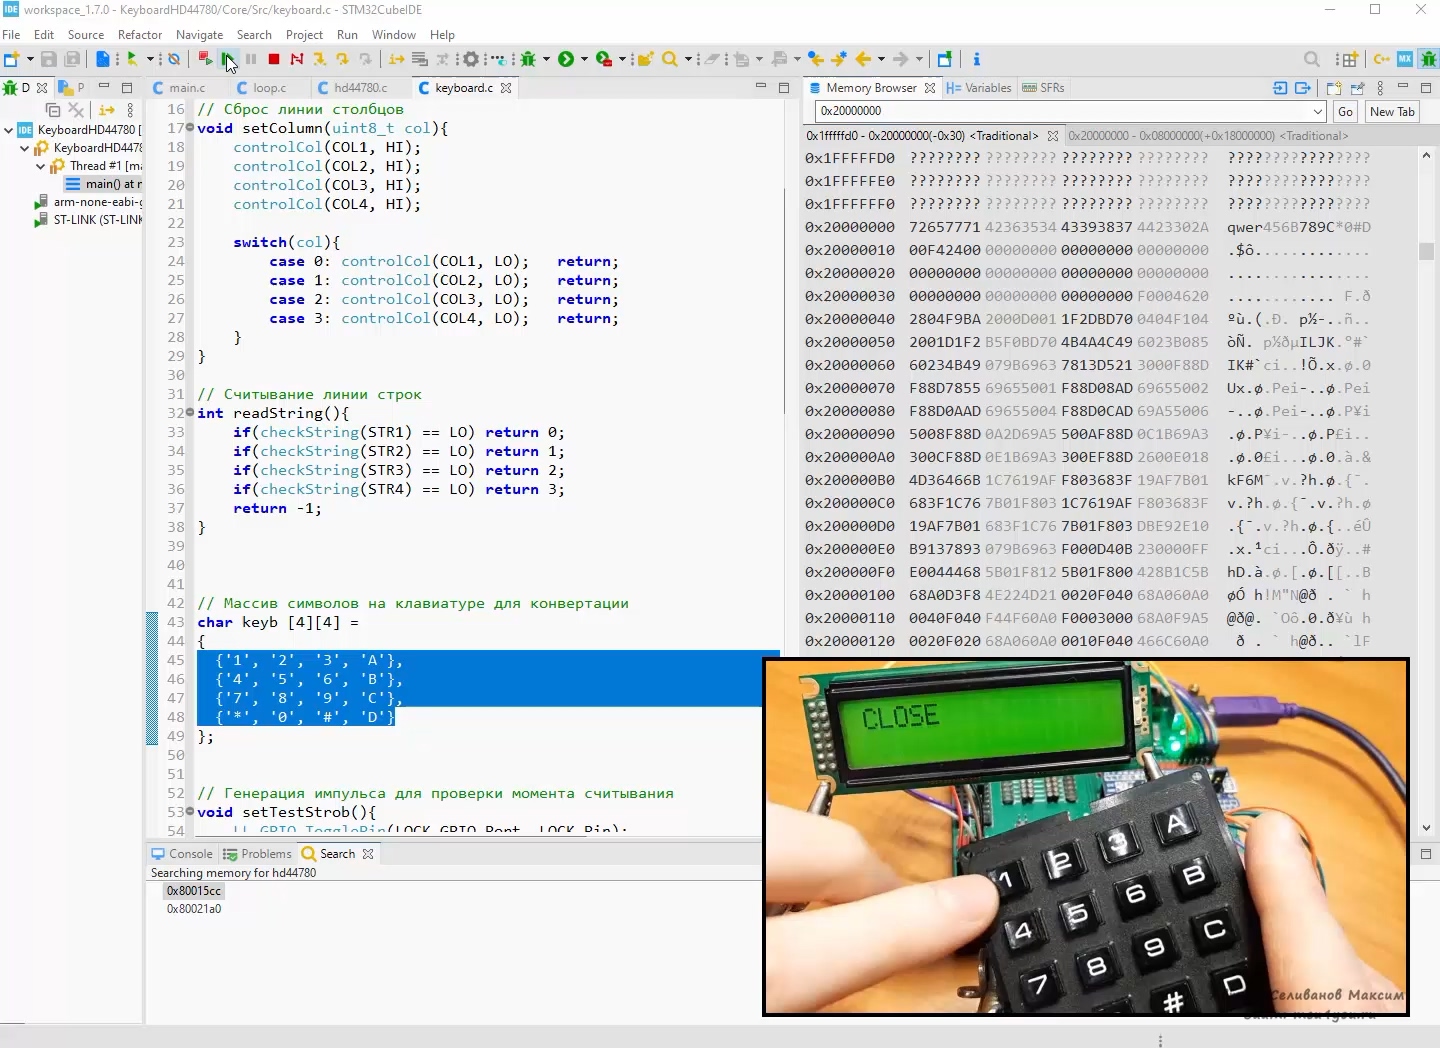 workspace_1.7.0 - KeyboardHD44780/Core/Src/keyboard.c - STM32CubeIDE
File Edit Source Refactor Navigate Search Project Run Window Help
D P
KeyboardHD44780 [
KeyboardHD447
Thread #1 [ma
main() at
arm-none-eabi-g
ST-LINK (ST-LINK
main.c loop.c hd44780.c keyboard.c
16 // Сброс линии столбцов
17 void setColumn(uint8_t col){
18 controlCol(COL1, HI);
19 controlCol(COL2, HI);
20 controlCol(COL3, HI);
21 controlCol(COL4, HI);
22
23 switch(col){
24 case 0: controlCol(COL1, LO); return;
25 case 1: controlCol(COL2, LO); return;
26 case 2: controlCol(COL3, LO); return;
27 case 3: controlCol(COL4, LO); return;
28 }
29 }
30
31 // Считывание линии строк
32 int readString(){
33 if(checkString(STR1) == LO) return 0;
34 if(checkString(STR2) == LO) return 1;
35 if(checkString(STR3) == LO) return 2;
36 if(checkString(STR4) == LO) return 3;
37 return -1;
38 }
39
40
41
42 // Массив символов на клавиатуре для конвертации
43 char keyb [4][4] =
44 {
45 {'1', '2', '3', 'A'},
46 {'4', '5', '6', 'B'},
47 {'7', '8', '9', 'C'},
48 {'*', '0', '#', 'D'}
49 };
50
51
52 // Генерация импульса для проверки момента считывания
53 void setTestStrob(){
54 LL_GPIO_TogglePin(LOCK_GPIO_Port, LOCK_Pin);
Memory Browser Variables SFRs
0x20000000 Go New Tab
0x1fffffd0 - 0x20000000(-0x30) <Traditional> 0x20000000 - 0x08000000(+0x18000000) <Traditional>
0x1FFFFFD0 ???????? ???????? ???????? ???????? ????????????????
0x1FFFFFE0 ???????? ???????? ???????? ???????? ????????????????
0x1FFFFFF0 ???????? ???????? ???????? ???????? ????????????????
0x20000000 72657771 42363534 43393837 4423302A qwer456B789C*0#D
0x20000010 00F42400 00000000 00000000 00000000 .$ô.............
0x20000020 00000000 00000000 00000000 00000000 ................
0x20000030 00000000 00000000 00000000 F0004620 ............ F.ð
0x20000040 2804F9BA 2000D001 1F2DBD70 0404F104 ºù.(.Ð. p½-..ñ..
0x20000050 2001D1F2 B5F0BD70 4B4A4C49 6023B085 òÑ. p½ðµILJK.°#`
0x20000060 60234B49 079B6963 7813D521 3000F88D IK#`ci..!Õ.x.ø.0
0x20000070 F88D7855 69655001 F88D08AD 69655002 Ux.ø.Pei-..ø.Pei
0x20000080 F88D0AAD 69655004 F88D0CAD 69A55006 -..ø.Pei-..ø.P¥i
0x20000090 5008F88D 0A2D69A5 500AF88D 0C1B69A3 .ø.P¥i-..ø.P£i..
0x200000A0 300CF88D 0E1B69A3 300EF88D 2600E018 .ø.0£i...ø.0.à.&
0x200000B0 4D36466B 1C7619AF F803683F 19AF7B01 kF6M¯.v.?h.ø.{¯.
0x200000C0 683F1C76 7B01F803 1C7619AF F803683F v.?h.ø.{¯.v.?h.ø
0x200000D0 19AF7B01 683F1C76 7B01F803 DBE92E10 .{¯.v.?h.ø.{..éÛ
0x200000E0 B9137893 079B6963 F000D40B 230000FF .x.¹ci...Ô.ðÿ..#
0x200000F0 E0044468 5B01F812 5B01F800 428B1C5B hD.à.ø.[.ø.[[..B
0x20000100 68A0D3F8 4E224D21 0020F040 68A060A0 øÓ h!M"N@ð .\` h
0x20000110 0040F040 F44F60A0 F0003000 68A0F9A5 @ð@. `Oô.0.ð¥ù h
0x20000120 0020F020 68A060A0 0010F040 466C60A0 ð . ` h@ð..`lF
Console Problems Search
Searching memory for hd44780
0x80015cc
0x80021a0
CLOSE
1 2 3 A
4 5 6 B
7 8 9 C
# D
Селиванов Максим